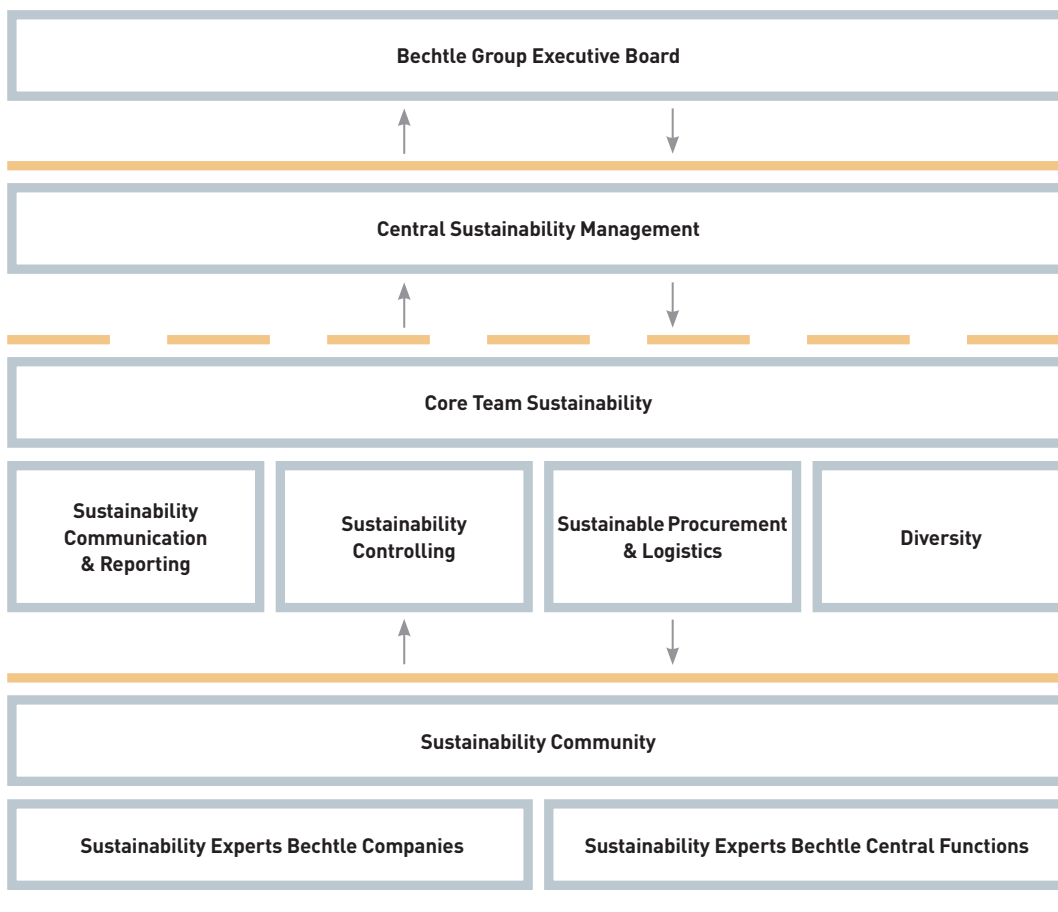 Bechtle Group Executive Board
Central Sustainability Management
Core Team Sustainability
Sustainability
Communication
& Reporting
Sustainability
Controlling
Sustainable Procurement
& Logistics
Diversity
Sustainability Community
Sustainability Experts Bechtle Companies
Sustainability Experts Bechtle Central Functions